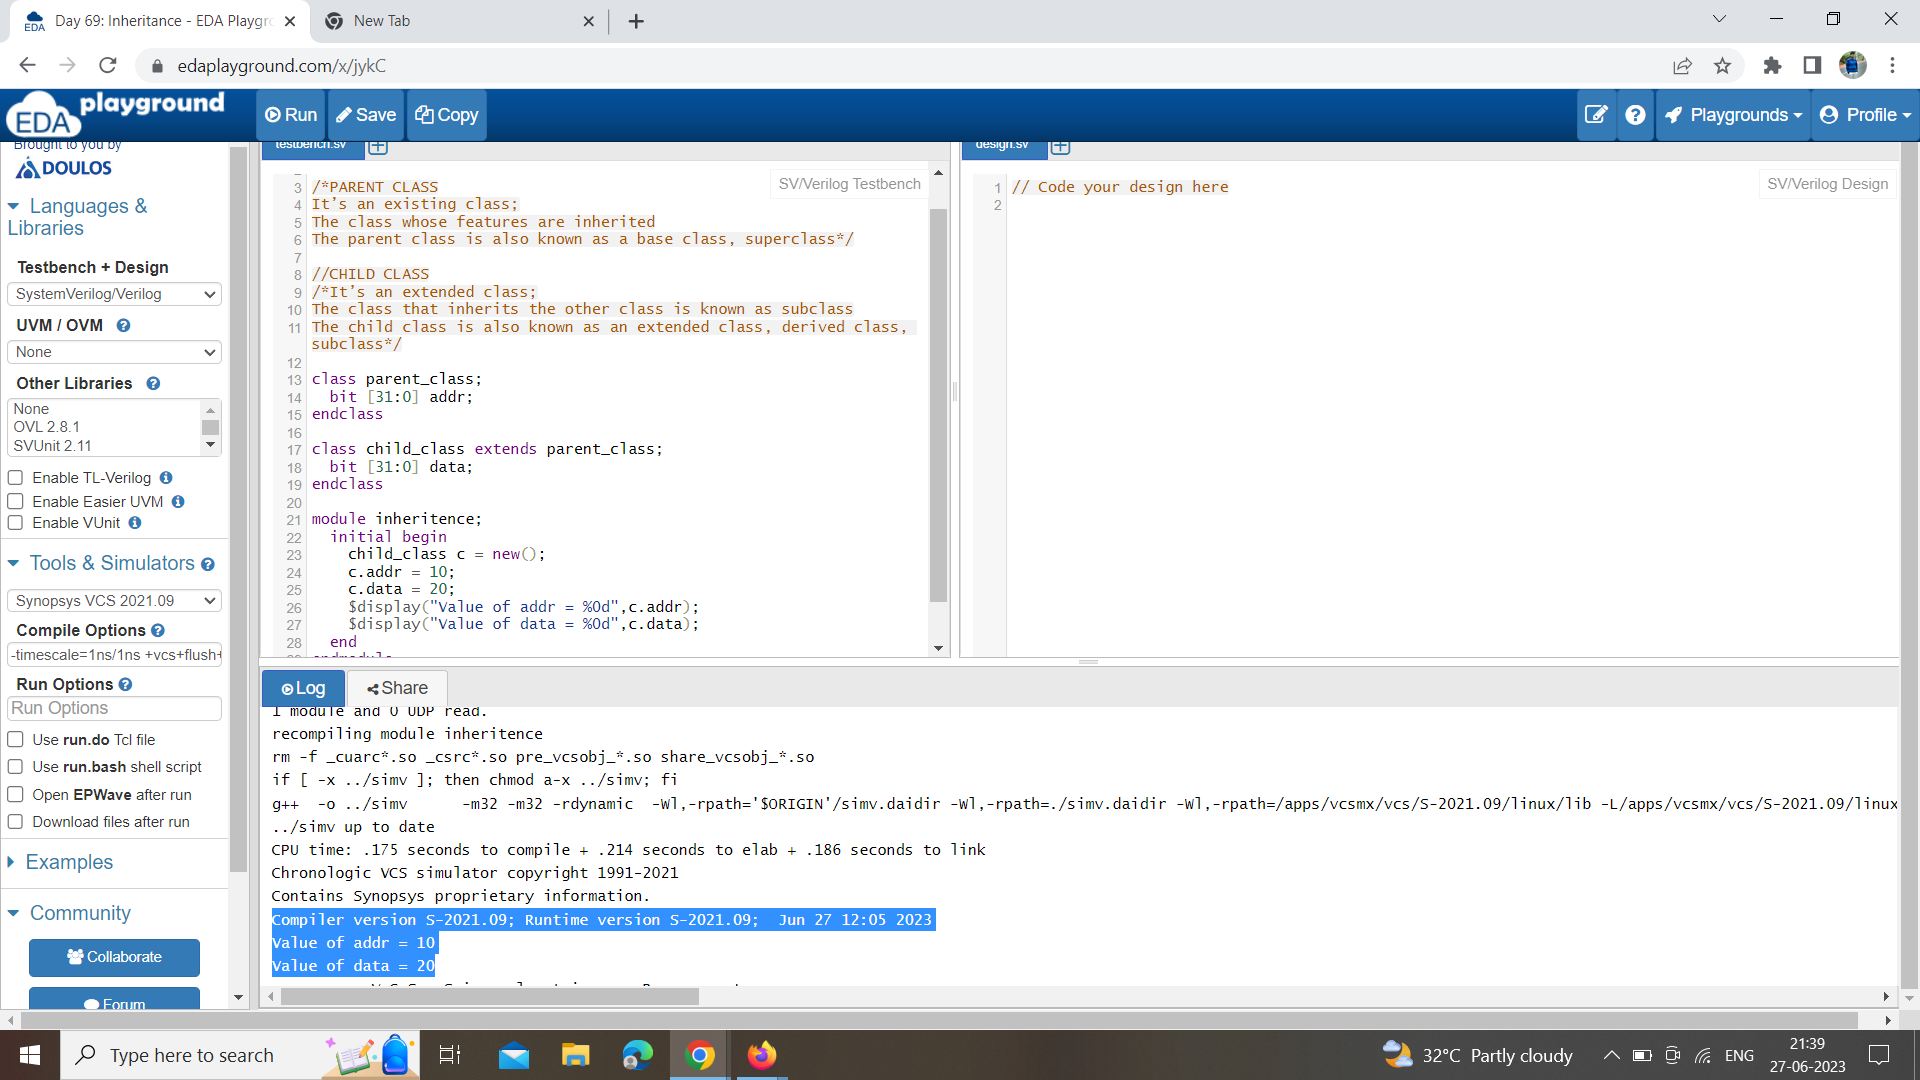 Day 69: Inheritance - EDA Playgro
New Tab
edaplayground.com/x/jykC
EDA playground
Run
Save
Copy
Playgrounds
Profile
Brought to you by
DOULOS
Languages & Libraries
Testbench + Design
SystemVerilog/Verilog
UVM / OVM
None
Other Libraries
None
OVL 2.8.1
SVUnit 2.11
Enable TL-Verilog
Enable Easier UVM
Enable VUnit
Tools & Simulators
Synopsys VCS 2021.09
Compile Options
-timescale=1ns/1ns +vcs+flush+
Run Options
Run Options
Use run.do Tcl file
Use run.bash shell script
Open EPWave after run
Download files after run
Examples
Community
Collaborate
Forum
testbench.sv
SV/Verilog Testbench
3 /*PARENT CLASS
4 It’s an existing class;
5 The class whose features are inherited
6 The parent class is also known as a base class, superclass*/
7
8 //CHILD CLASS
9 /*It’s an extended class;
10 The class that inherits the other class is known as subclass
11 The child class is also known as an extended class, derived class,
subclass*/
12
13 class parent_class;
14 bit [31:0] addr;
15 endclass
16
17 class child_class extends parent_class;
18 bit [31:0] data;
19 endclass
20
21 module inheritence;
22 initial begin
23 child_class c = new();
24 c.addr = 10;
25 c.data = 20;
26 $display("Value of addr = %0d",c.addr);
27 $display("Value of data = %0d",c.data);
28 end
design.sv
SV/Verilog Design
1 // Code your design here
2
Log
Share
1 module and 0 UDP read.
recompiling module inheritence
rm -f _cuarc*.so _csrc*.so pre_vcsobj_*.so share_vcsobj_*.so
if [ -x ../simv ]; then chmod a-x ../simv; fi
g++ -o ../simv -m32 -m32 -rdynamic -Wl,-rpath='$ORIGIN'/simv.daidir -Wl,-rpath=./simv.daidir -Wl,-rpath=/apps/vcsmx/vcs/S-2021.09/linux/lib -L/apps/vcsmx/vcs/S-2021.09/linux
../simv up to date
CPU time: .175 seconds to compile + .214 seconds to elab + .186 seconds to link
Chronologic VCS simulator copyright 1991-2021
Contains Synopsys proprietary information.
Compiler version S-2021.09; Runtime version S-2021.09; Jun 27 12:05 2023
Value of addr = 10
Value of data = 20
Type here to search
32°C Partly cloudy
ENG
21:39
27-06-2023